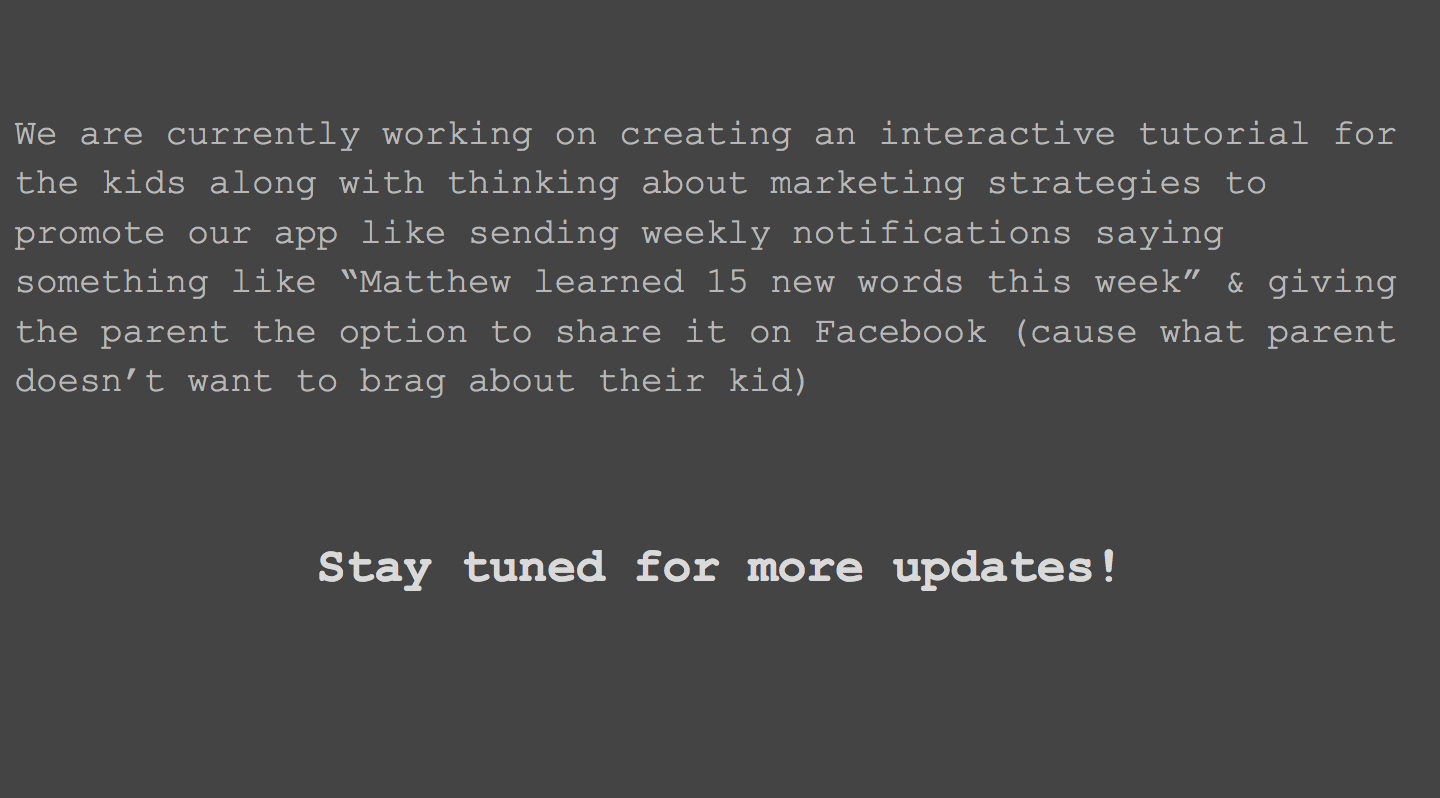 We are currently working on creating an interactive tutorial for
the kids along with thinking about marketing strategies to
promote our app like sending weekly notifications saying
something like “Matthew learned 15 new words this week” & giving
the parent the option to share it on Facebook (cause what parent
doesn’t want to brag about their kid)
Stay tuned for more updates!